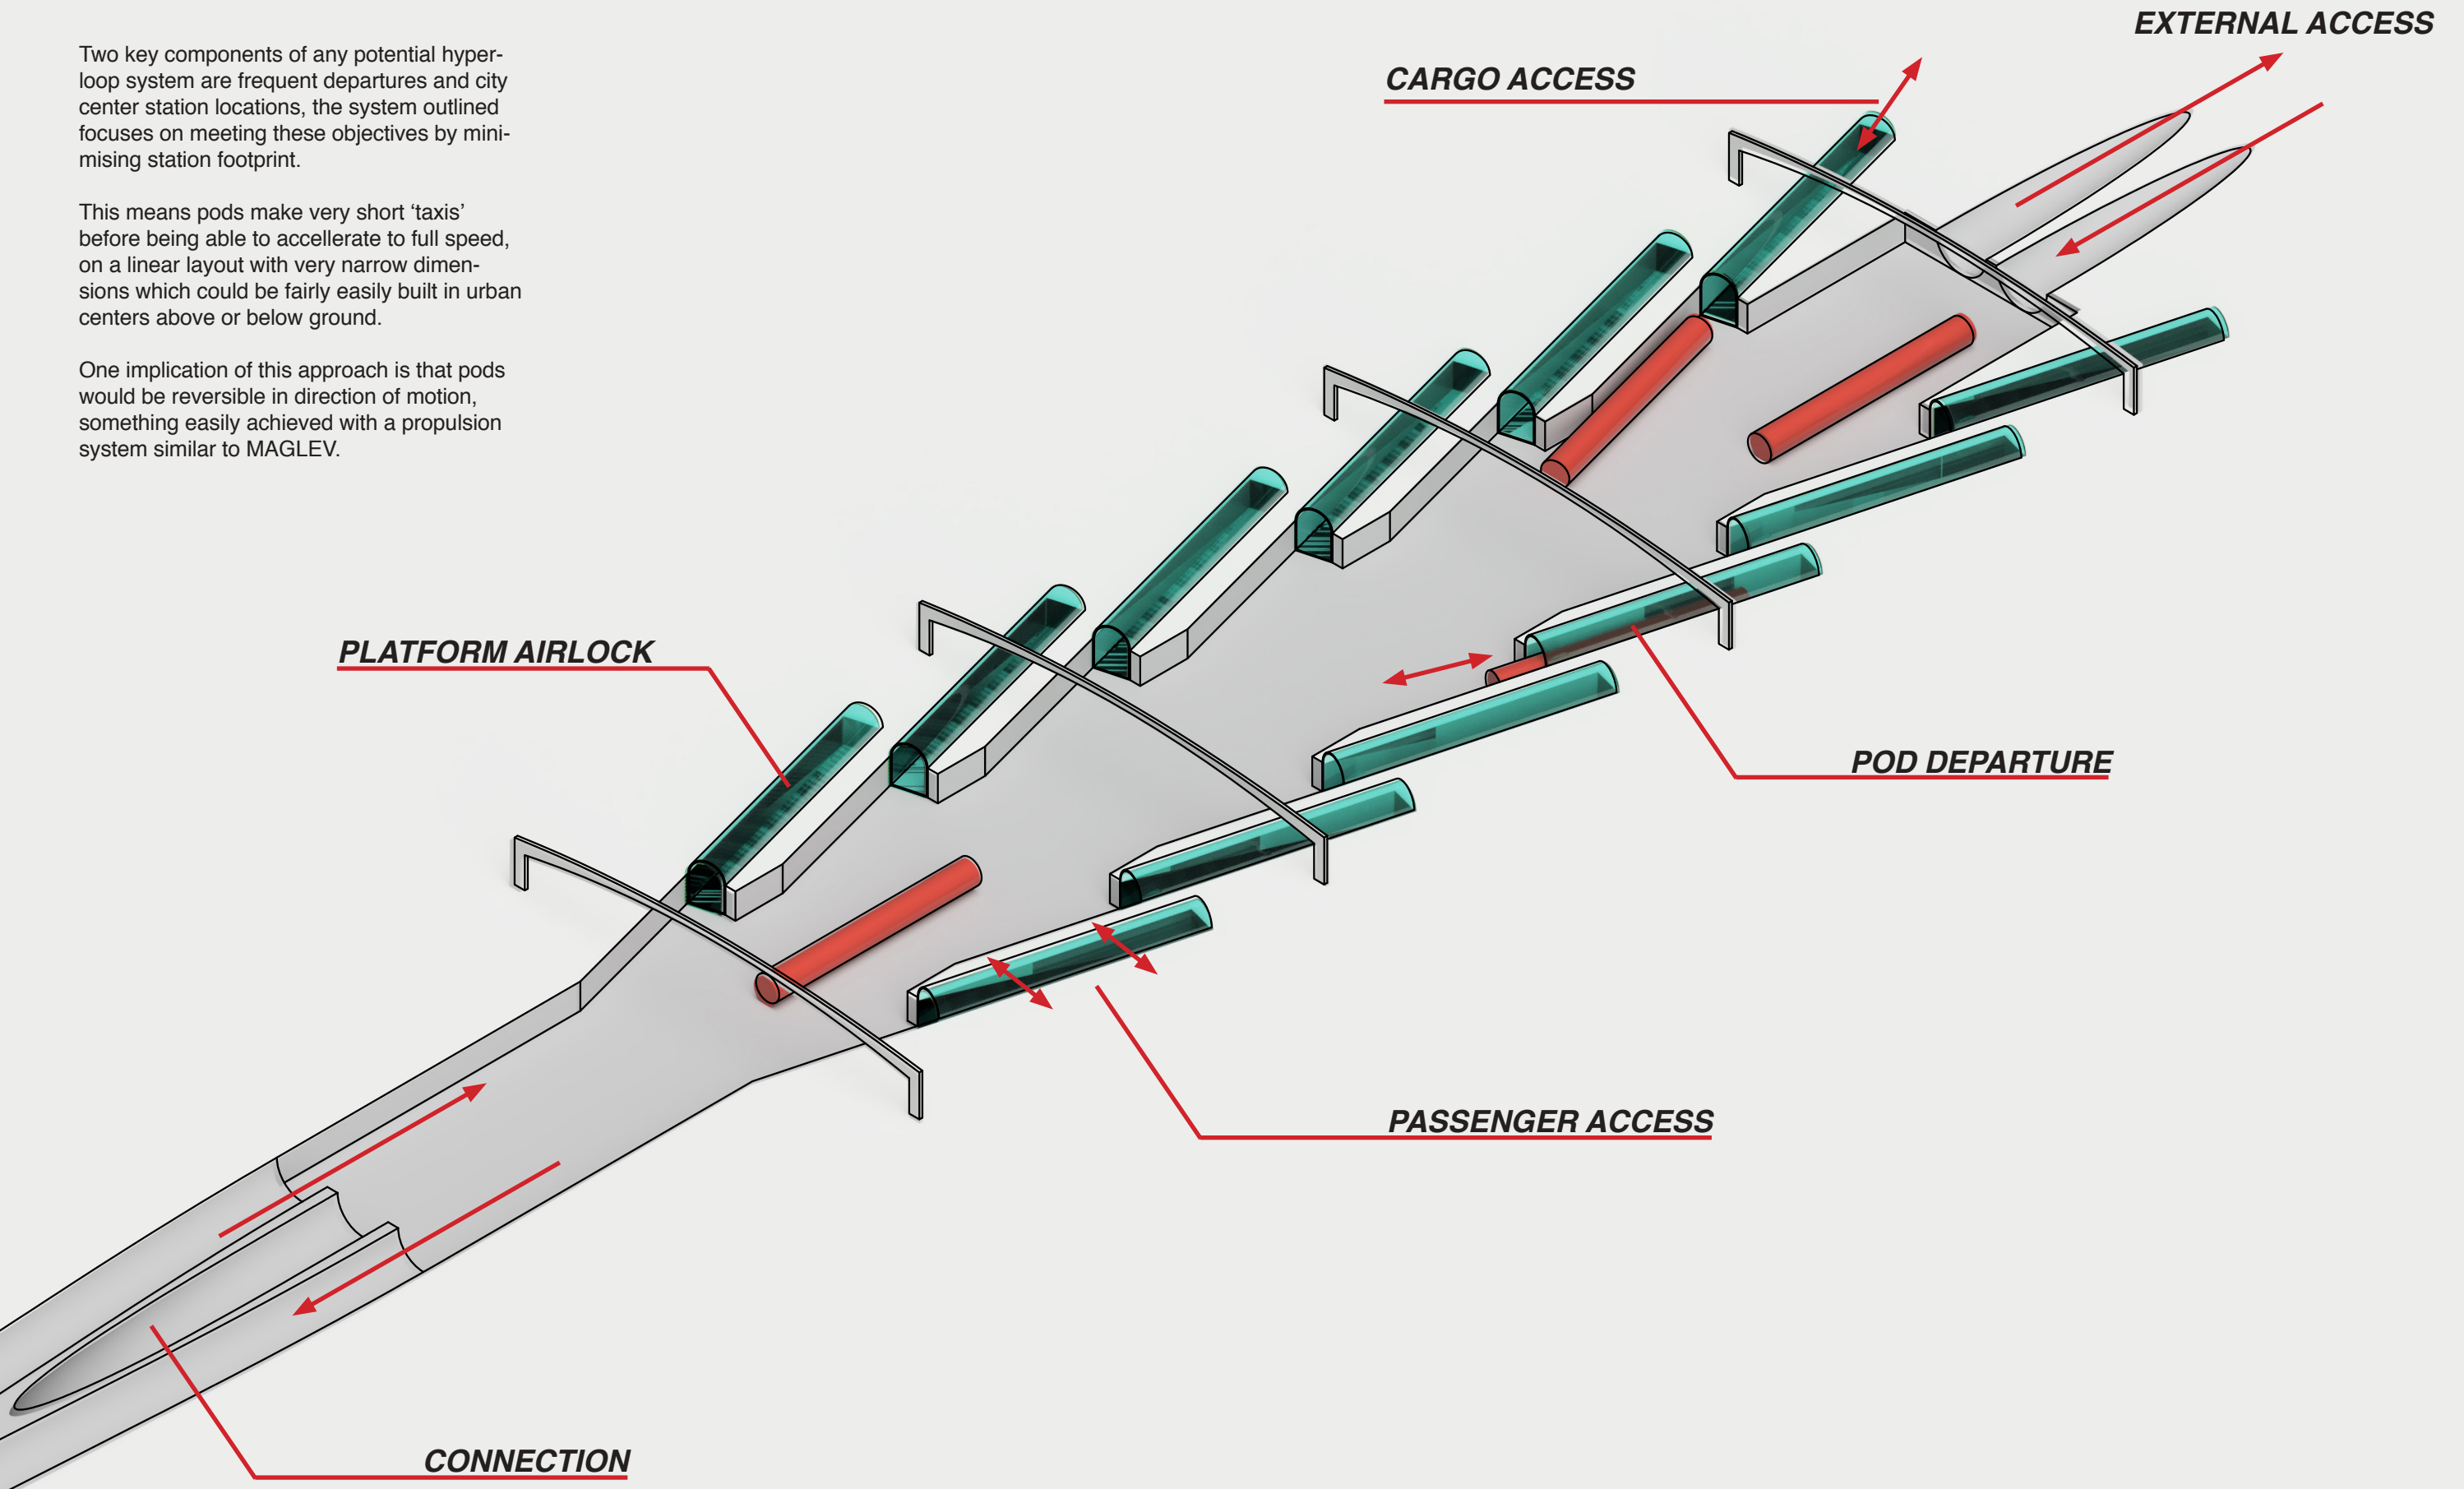 Two key components of any potential hyper-
loop system are frequent departures and city
center station locations, the system outlined
focuses on meeting these objectives by mini-
mising station footprint.
This means pods make very short ‘taxis’
before being able to accellerate to full speed,
on a linear layout with very narrow dimen-
sions which could be fairly easily built in urban
centers above or below ground.
One implication of this approach is that pods
would be reversible in direction of motion,
something easily achieved with a propulsion
system similar to MAGLEV.
EXTERNAL ACCESS
CARGO ACCESS
PLATFORM AIRLOCK
POD DEPARTURE
PASSENGER ACCESS
CONNECTION